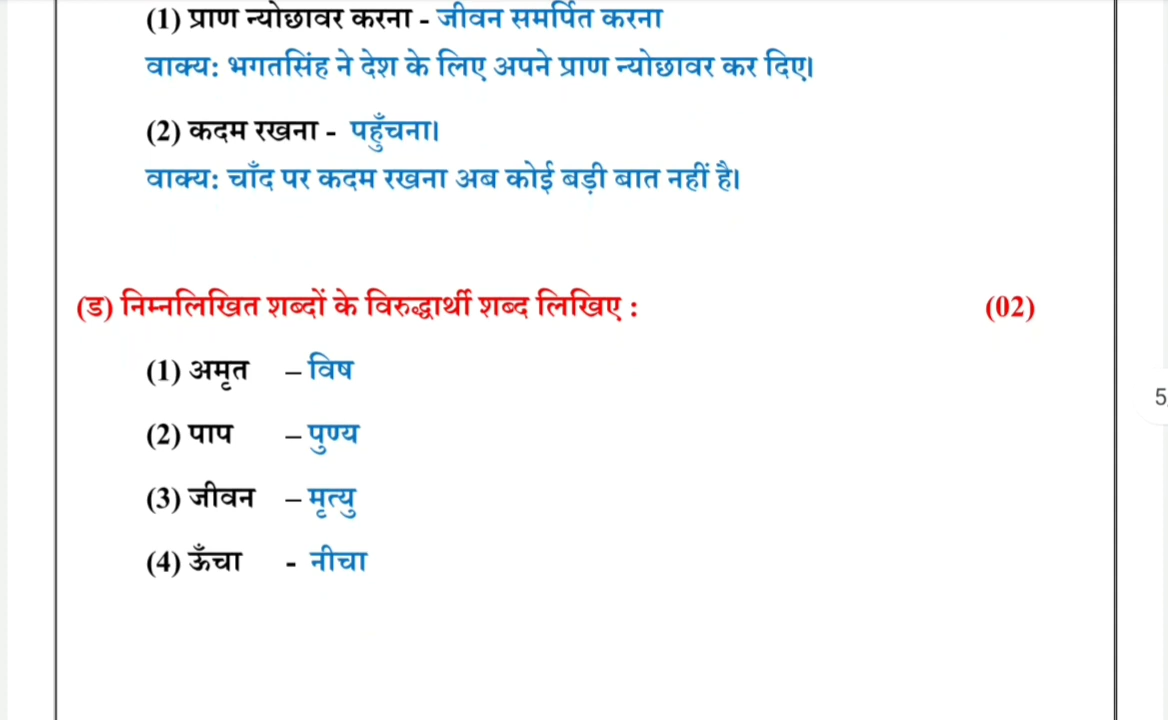 (1) प्राण न्योछावर करना - जीवन समर्पित करना
वाक्य: भगतसिंह ने देश के लिए अपने प्राण न्योछावर कर दिए।
(2) कदम रखना - पहुँचना।
वाक्य: चाँद पर कदम रखना अब कोई बड़ी बात नहीं है।
(ड) निम्नलिखित शब्दों के विरुद्धार्थी शब्द लिखिए : (02)
(1) अमृत – विष
5
(2) पाप – पुण्य
(3) जीवन – मृत्यु
(4) ऊँचा - नीचा